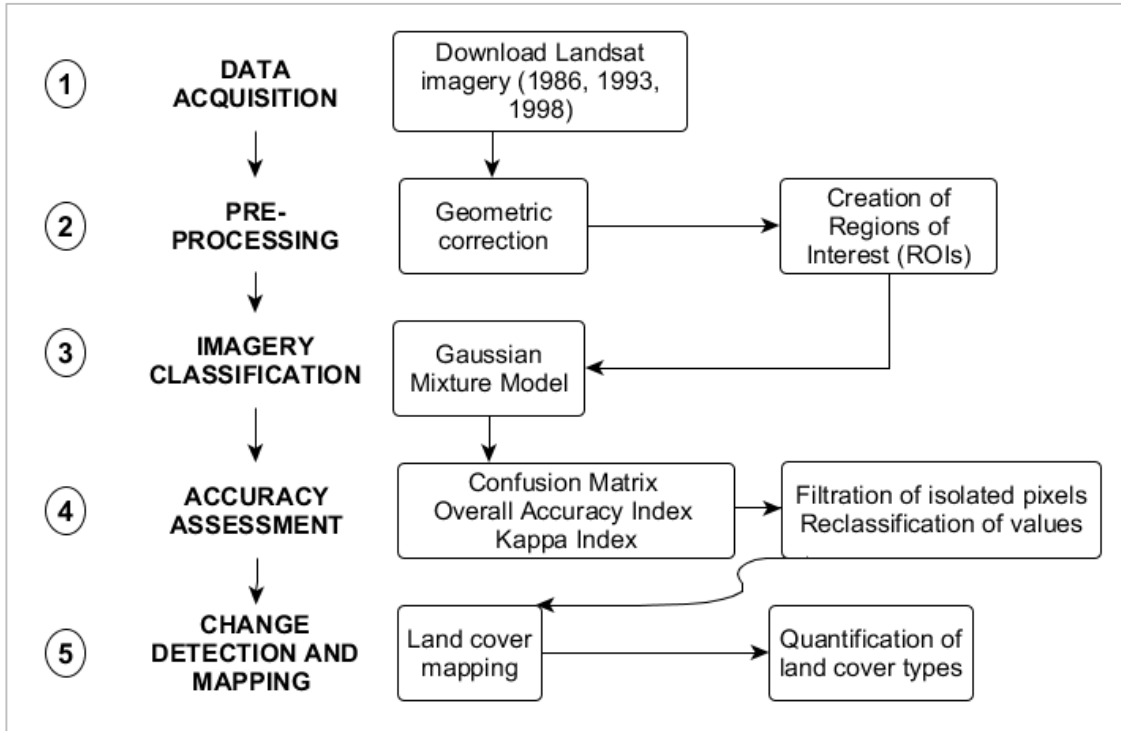 1
DATA
ACQUISITION
Download Landsat
imagery (1986, 1993,
1998)
2
PRE-
PROCESSING
Geometric
correction
Creation of
Regions of
Interest (ROIs)
3
IMAGERY
CLASSIFICATION
Gaussian
Mixture Model
4
ACCURACY
ASSESSMENT
Confusion Matrix
Overall Accuracy Index
Kappa Index
Filtration of isolated pixels
Reclassification of values
5
CHANGE
DETECTION AND
MAPPING
Land cover
mapping
Quantification of
land cover types